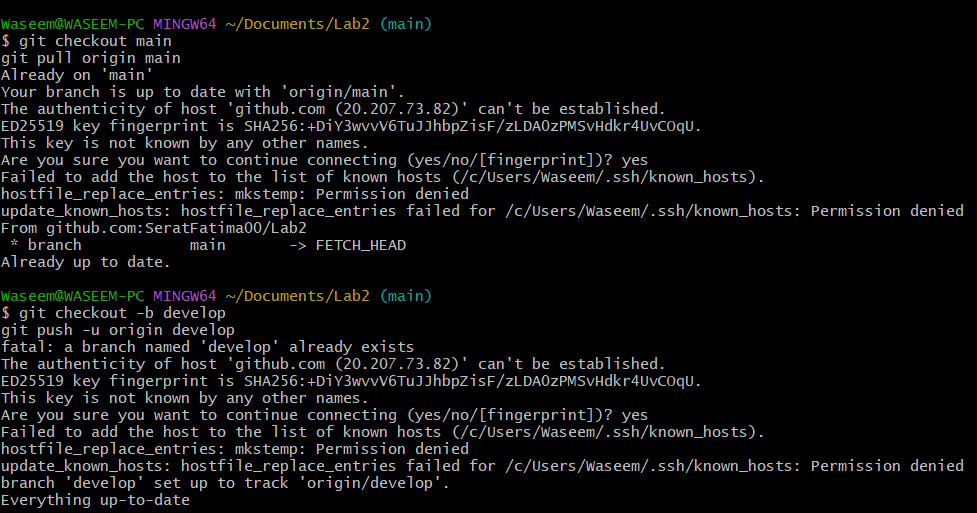 Waseem@WASEEM-PC MINGW64 ~/Documents/Lab2 (main)
$ git checkout main
git pull origin main
Already on 'main'
Your branch is up to date with 'origin/main'.
The authenticity of host 'github.com (20.207.73.82)' can't be established.
ED25519 key fingerprint is SHA256:+DiY3wvvV6TuJJhbpZisF/zLDA0zPMSvHdkr4UvCOqU.
This key is not known by any other names.
Are you sure you want to continue connecting (yes/no/[fingerprint])? yes
Failed to add the host to the list of known hosts (/c/Users/Waseem/.ssh/known_hosts).
hostfile_replace_entries: mkstemp: Permission denied
update_known_hosts: hostfile_replace_entries failed for /c/Users/Waseem/.ssh/known_hosts: Permission denied
From github.com:SeratFatima00/Lab2
 * branch            main       -> FETCH_HEAD
Already up to date.

Waseem@WASEEM-PC MINGW64 ~/Documents/Lab2 (main)
$ git checkout -b develop
git push -u origin develop
fatal: a branch named 'develop' already exists
The authenticity of host 'github.com (20.207.73.82)' can't be established.
ED25519 key fingerprint is SHA256:+DiY3wvvV6TuJJhbpZisF/zLDA0zPMSvHdkr4UvCOqU.
This key is not known by any other names.
Are you sure you want to continue connecting (yes/no/[fingerprint])? yes
Failed to add the host to the list of known hosts (/c/Users/Waseem/.ssh/known_hosts).
hostfile_replace_entries: mkstemp: Permission denied
update_known_hosts: hostfile_replace_entries failed for /c/Users/Waseem/.ssh/known_hosts: Permission denied
branch 'develop' set up to track 'origin/develop'.
Everything up-to-date